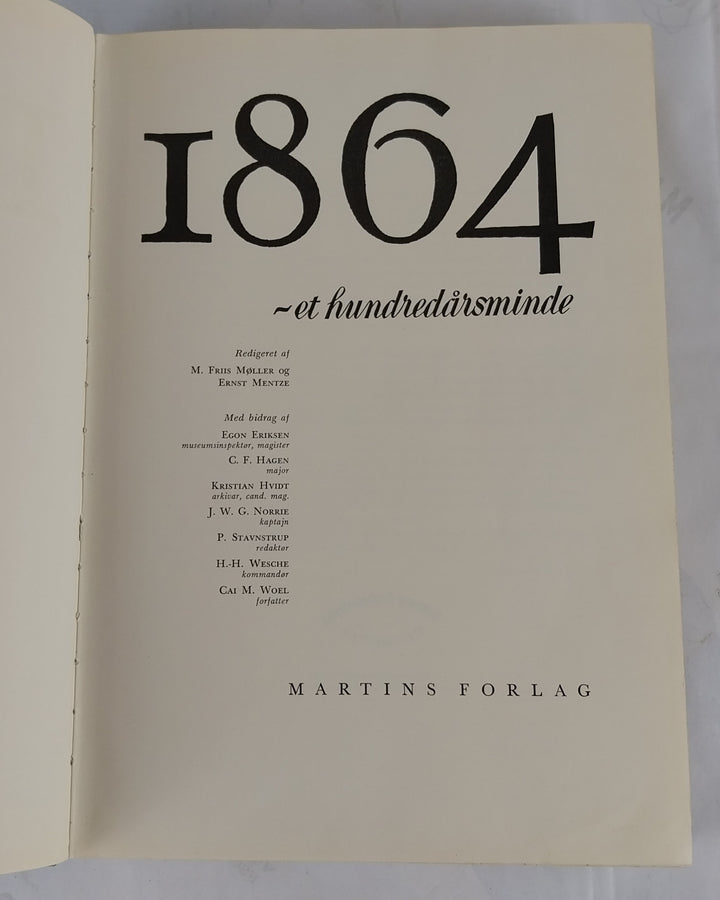 1864
~et hundredårsminde
Redigeret af
M. Friis Møller og
Ernst Mentze
Med bidrag af
Egon Eriksen
museumsinspektør, magister
C. F. Hagen
major
Kristian Hvidt
arkivar, cand. mag.
J. W. G. Norrie
kaptajn
P. Stavnstrup
redaktør
H.-H. Wesche
kommandør
Cai M. Woel
forfatter
MARTINS FORLAG